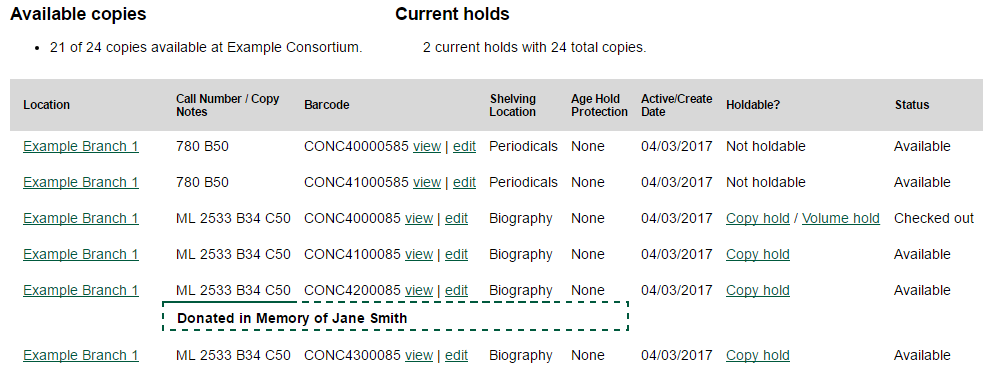 Available copies
Current holds
• 21 of 24 copies available at Example Consortium.
2 current holds with 24 total copies.
Location Call Number / Copy Notes Barcode Shelving Location Age Hold Protection Active/Create Date Holdable? Status
Example Branch 1 780 B50 CONC40000585 view | edit Periodicals None 04/03/2017 Not holdable Available
Example Branch 1 780 B50 CONC41000585 view | edit Periodicals None 04/03/2017 Not holdable Available
Example Branch 1 ML 2533 B34 C50 CONC4000085 view | edit Biography None 04/03/2017 Copy hold / Volume hold Checked out
Example Branch 1 ML 2533 B34 C50 CONC4100085 view | edit Biography None 04/03/2017 Copy hold Available
Example Branch 1 ML 2533 B34 C50 CONC4200085 view | edit Biography None 04/03/2017 Copy hold Available
Donated in Memory of Jane Smith
Example Branch 1 ML 2533 B34 C50 CONC4300085 view | edit Biography None 04/03/2017 Copy hold Available